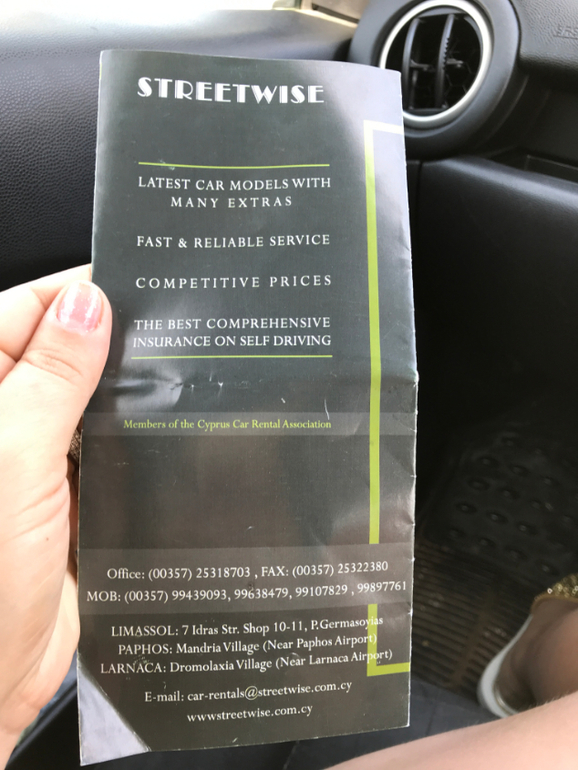 STREETWISE
LATEST CAR MODELS WITH
MANY EXTRAS
FAST & RELIABLE SERVICE
COMPETITIVE PRICES
THE BEST COMPREHENSIVE
INSURANCE ON SELF DRIVING
Members of the Cyprus Car Rental Association
Office: (00357) 25318703 , FAX: (00357) 25322380
MOB: (00357) 99439093, 99638479, 99107829 , 99897761
LIMASSOL: 7 Idras Str. Shop 10-11, P.Germasoyias
PAPHOS: Mandria Village (Near Paphos Airport)
LARNACA: Dromolaxia Village (Near Larnaca Airport)
E-mail: car-rentals@streetwise.com.cy
www.streetwise.com.cy